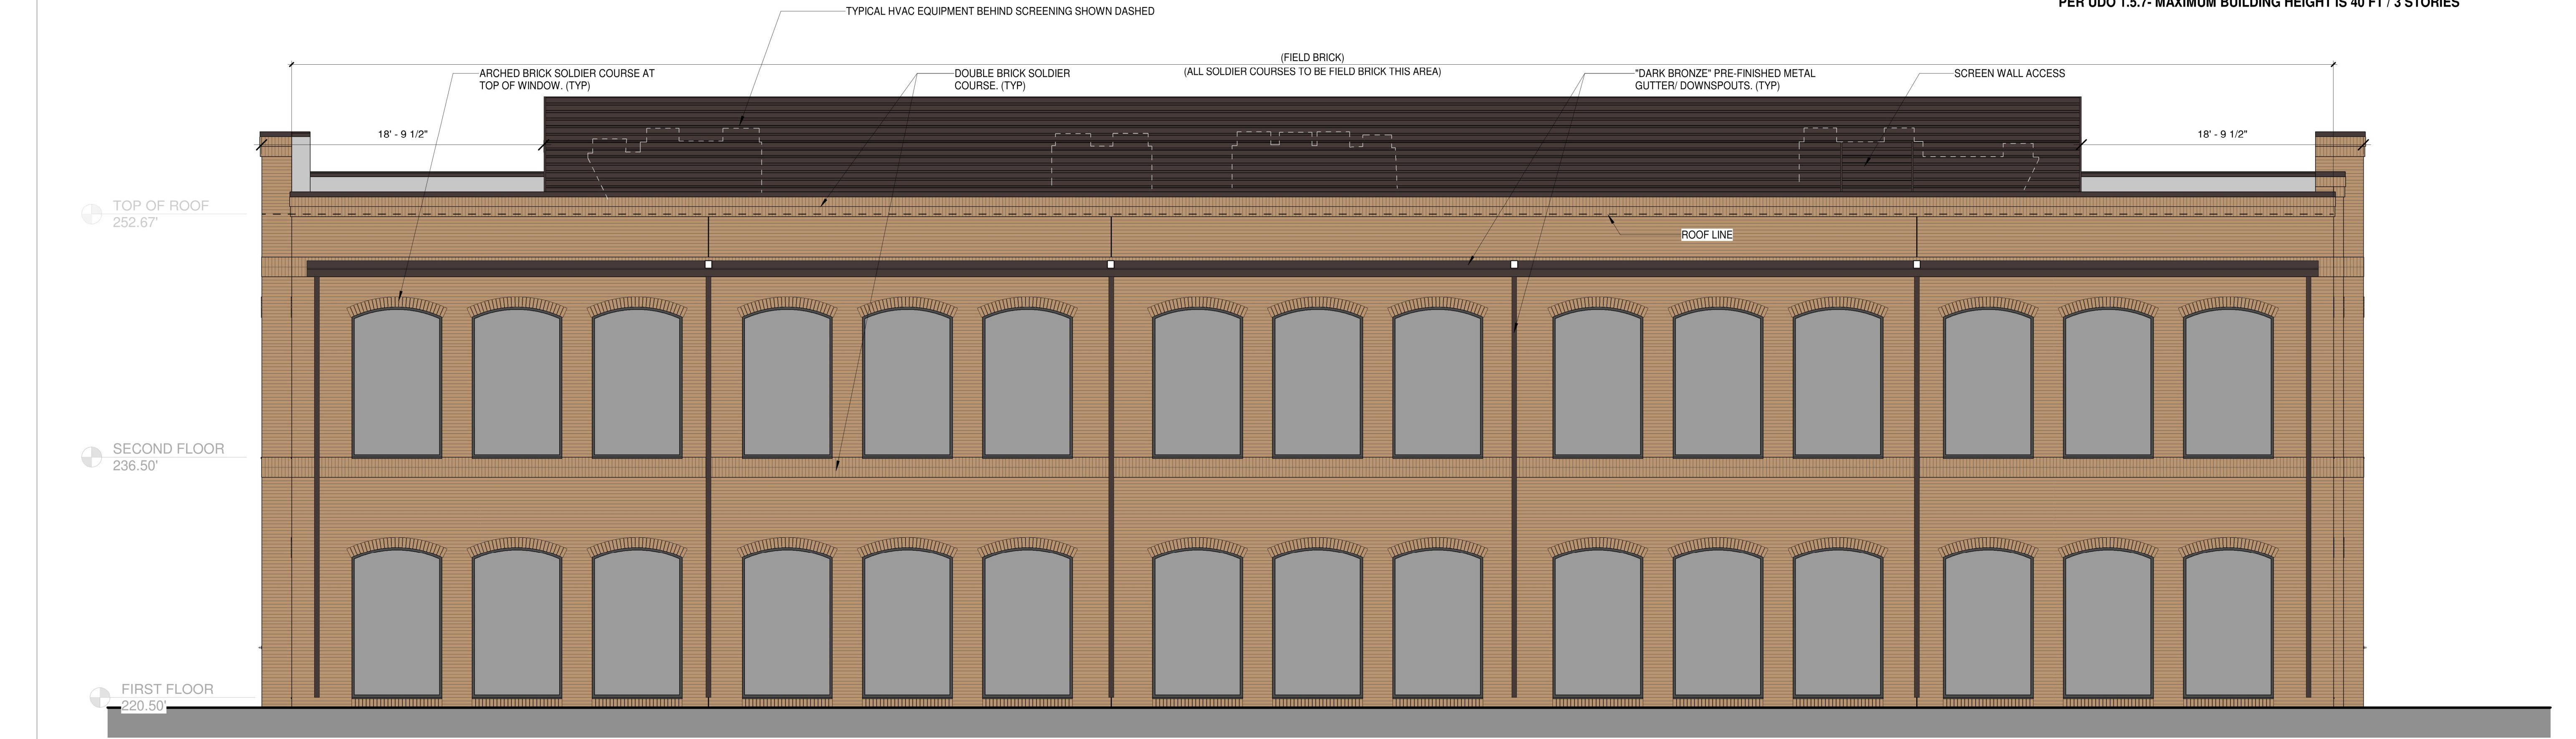 PER UDO 1.5.7- MAXIMUM BUILDING HEIGHT IS 40 FT / 3 STORIES
TYPICAL HVAC EQUIPMENT BEHIND SCREENING SHOWN DASHED
(FIELD BRICK)
(ALL SOLDIER COURSES TO BE FIELD BRICK THIS AREA)
ARCHED BRICK SOLDIER COURSE AT
TOP OF WINDOW. (TYP)
DOUBLE BRICK SOLDIER
COURSE. (TYP)
"DARK BRONZE" PRE-FINISHED METAL
GUTTER/ DOWNSPOUTS. (TYP)
SCREEN WALL ACCESS
18' - 9 1/2"
18' - 9 1/2"
TOP OF ROOF
252.67'
ROOF LINE
SECOND FLOOR
236.50'
FIRST FLOOR
220.50'